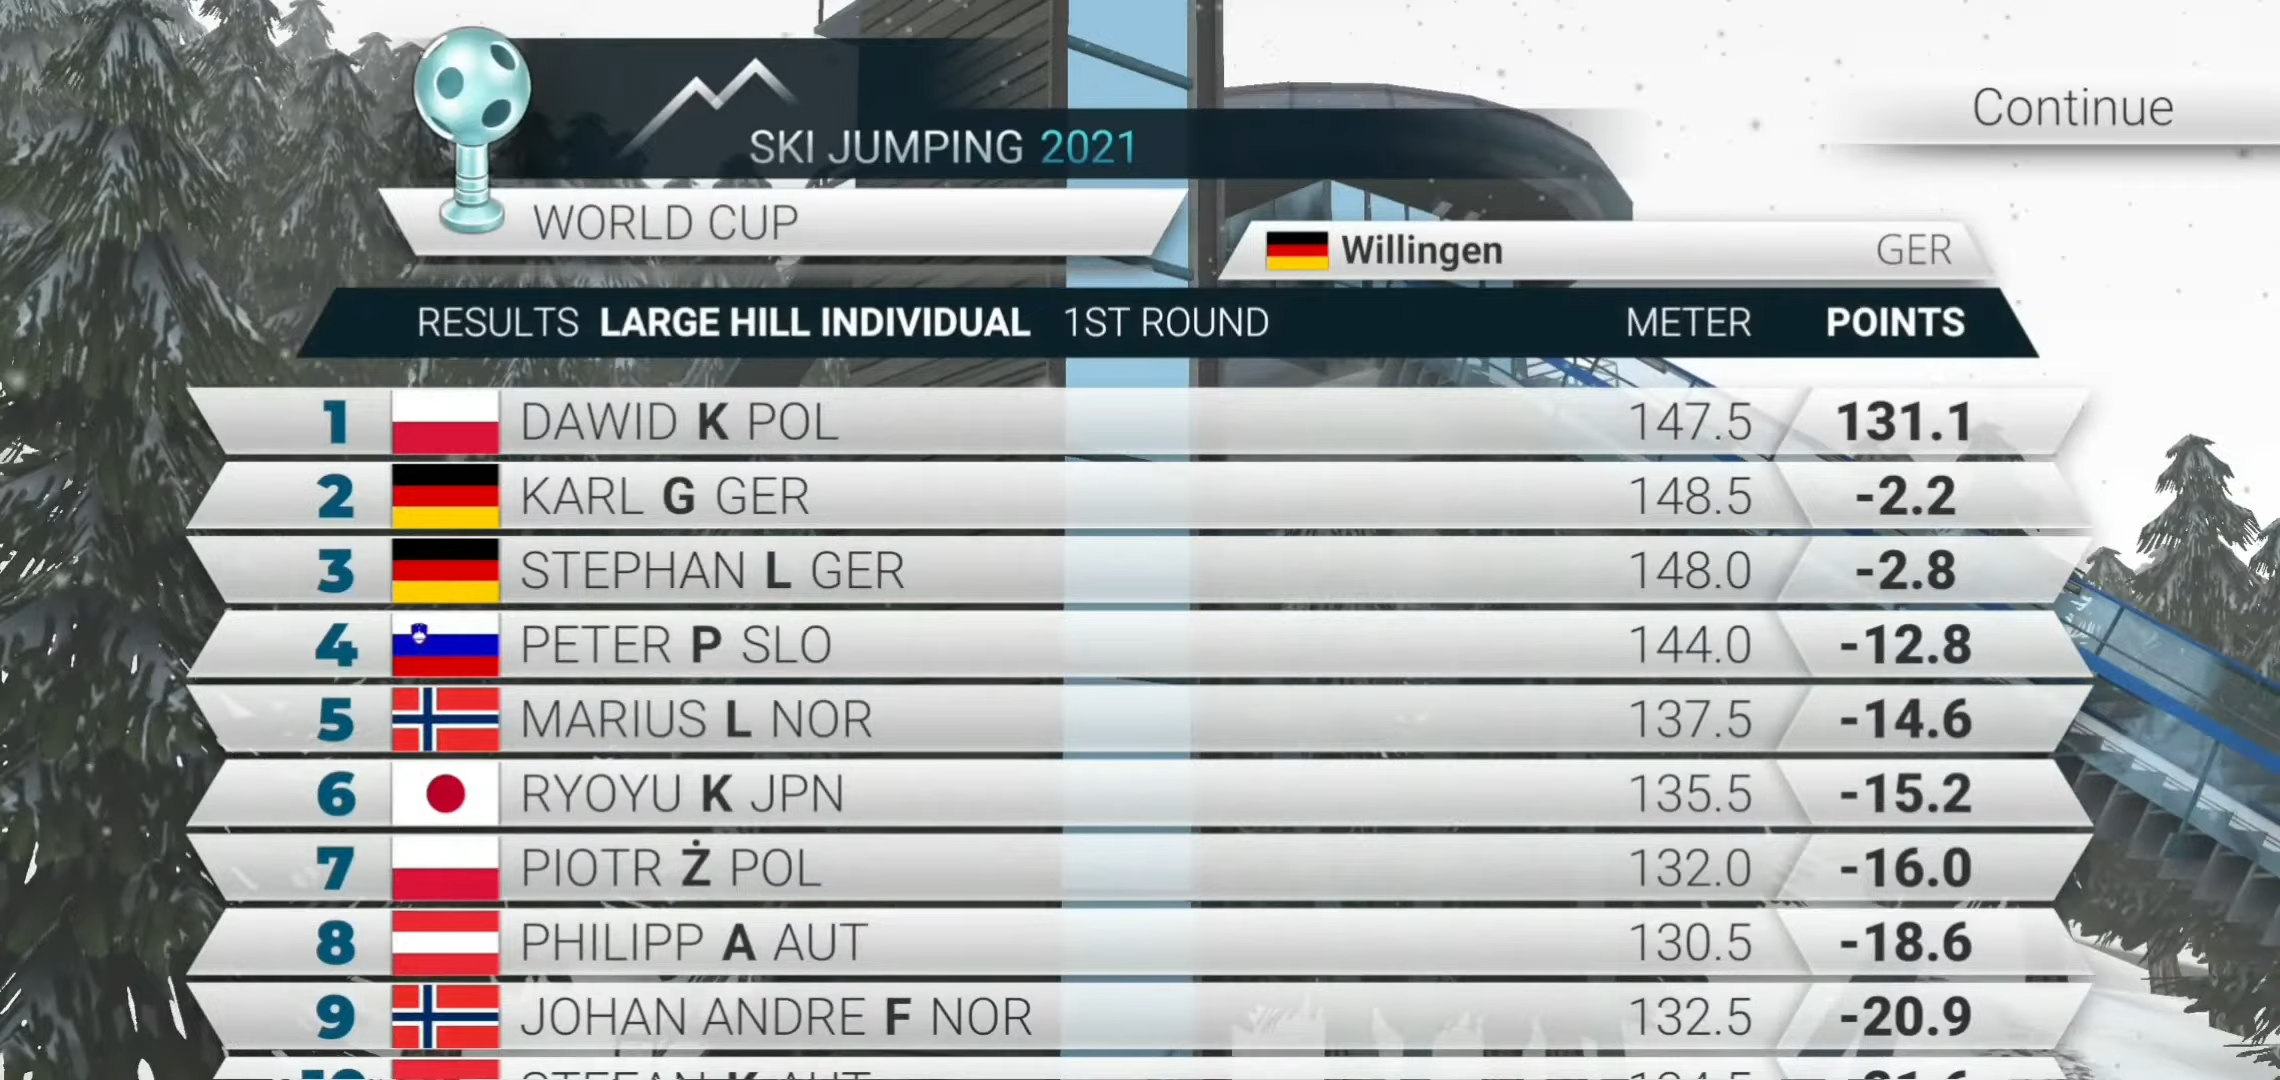 SKI JUMPING 2021
Continue
WORLD CUP
Willingen GER
RESULTS LARGE HILL INDIVIDUAL 1ST ROUND METER POINTS
1 DAWID K POL 147.5 131.1
2 KARL G GER 148.5 -2.2
3 STEPHAN L GER 148.0 -2.8
4 PETER P SLO 144.0 -12.8
5 MARIUS L NOR 137.5 -14.6
6 RYOYU K JPN 135.5 -15.2
7 PIOTR Ż POL 132.0 -16.0
8 PHILIPP A AUT 130.5 -18.6
9 JOHAN ANDRE F NOR 132.5 -20.9
10 STEFAN K AUT